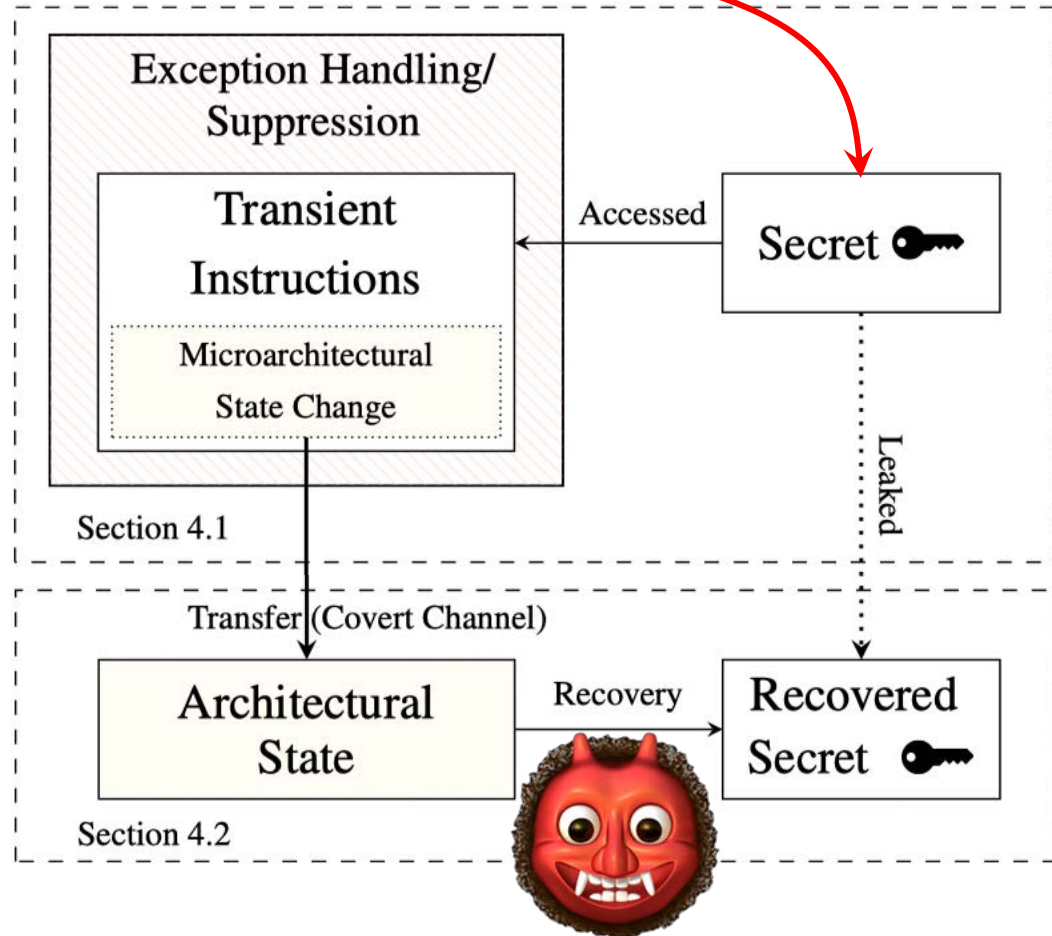 Exception Handling/
Suppression
Transient
Instructions
Microarchitectural
State Change
Accessed
Secret
Leaked
Section 4.1
Transfer (Covert Channel)
Architectural
State
Recovery
Recovered
Secret
Section 4.2